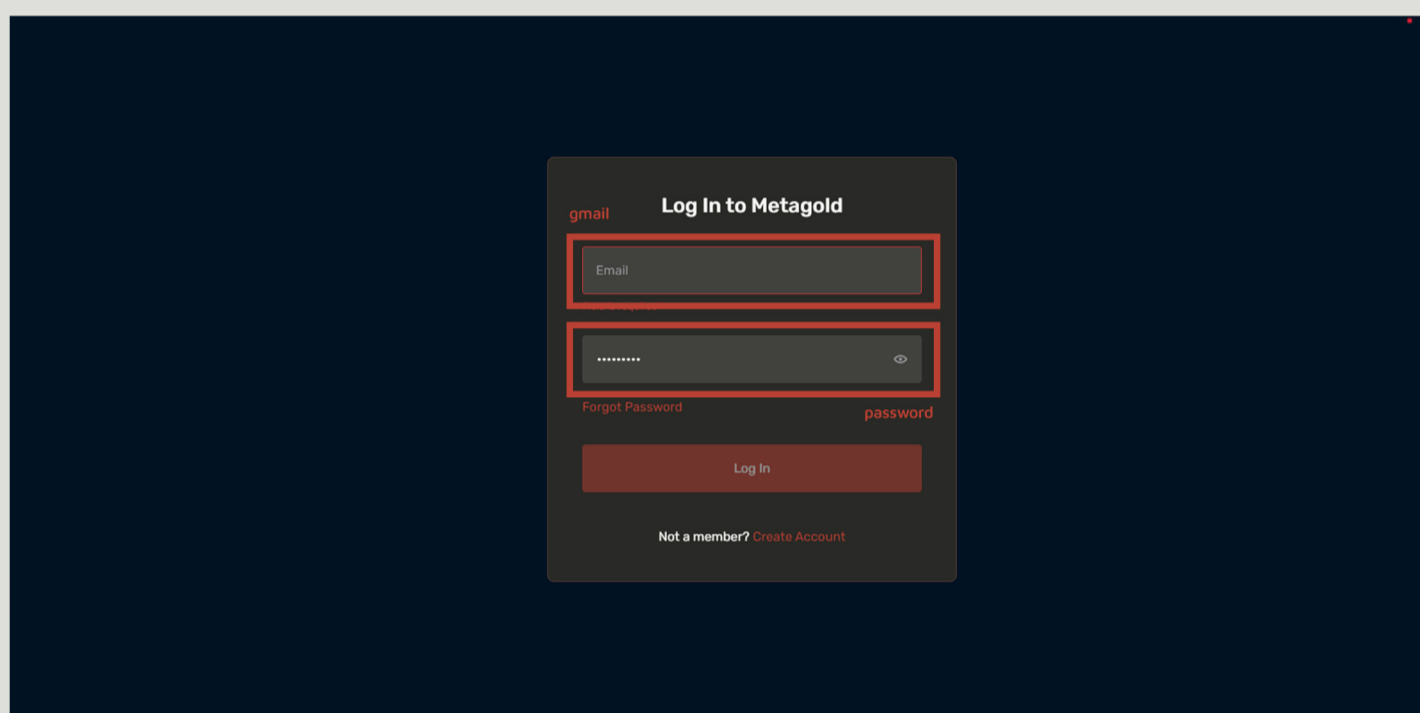 Log In to Metagold
gmail
Email
•••••••••
Forgot Password
password
Log In
Not a member? Create Account